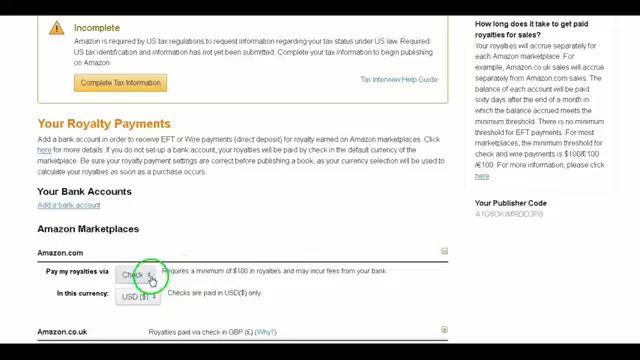 Incomplete
Amazon is required by US tax regulations to request information regarding your tax status under US law. Required
US tax identification and information has not yet been submitted. Complete your tax information to begin publishing
on Amazon.
Complete Tax Information
Tax Interview Help Guide
Your Royalty Payments
Add a bank account in order to receive EFT or Wire payments (direct deposit) for royalty earned on Amazon marketplaces. Click
here for more details. If you do not set-up a bank account, your royalties will be paid by check in the default currency of the
marketplace. Be sure your royalty payment settings are correct before publishing a book, as your currency selection will be used to
calculate your royalties as soon as a purchase occurs.
Your Bank Accounts
Add a bank account
Amazon Marketplaces
Amazon.com
Pay my royalties via
Check
Requires a minimum of $100 in royalties and may incur fees from your bank.
In this currency:
USD ($)
Checks are paid in USD($) only.
Amazon.co.uk
Royalties paid via check in GBP (£) (Why?)
How long does it take to get paid
royalties for sales?
Your royalties will accrue separately for
each Amazon marketplace. For
example, Amazon.co.uk sales will accrue
separately from Amazon.com sales. The
balance of each account will be paid
sixty days after the end of a month in
which the balance accrued meets the
minimum threshold. There is no
minimum threshold for EFT payments. For most
marketplaces, the minimum threshold for
check and wire payments is $100/£100
/€100. For more information, please click
here.
Your Publisher Code